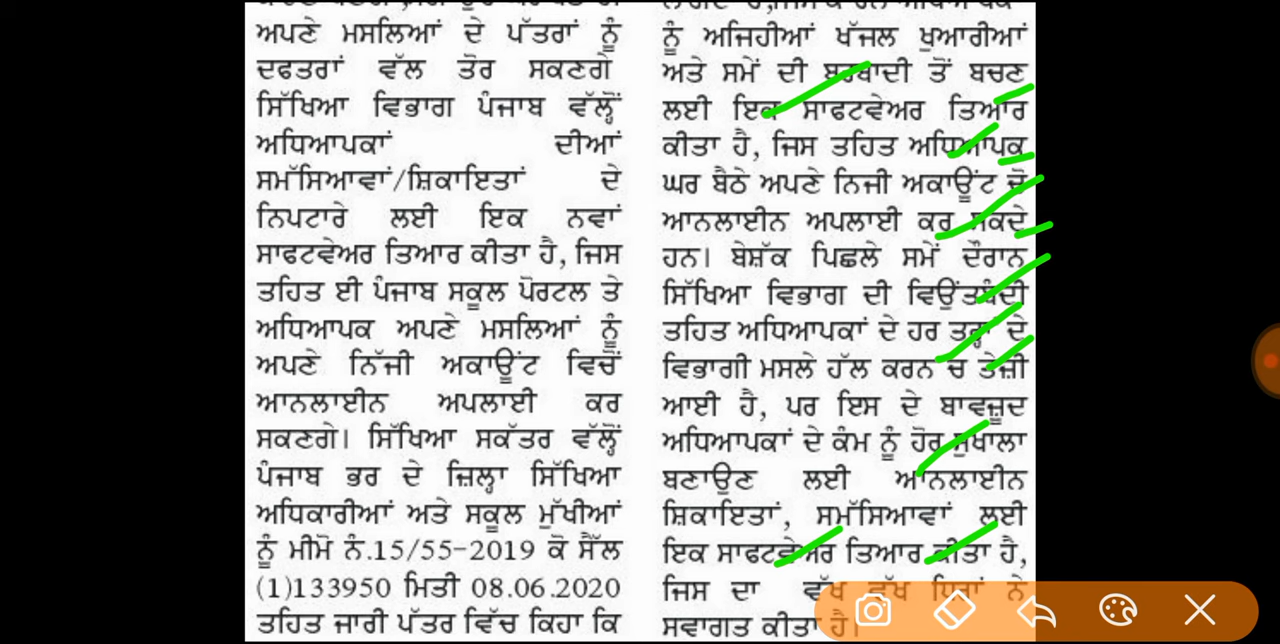 ਅਪਣੇ ਮਸਲਿਆਂ ਦੇ ਪੱਤਰਾਂ ਨੂੰ
ਦਫਤਰਾਂ ਵੱਲ ਤੋਰ ਸਕਣਗੇ
ਸਿੱਖਿਆ ਵਿਭਾਗ ਪੰਜਾਬ ਵੱਲ੍ਹੋਂ
ਅਧਿਆਪਕਾਂ ਦੀਆਂ
ਸਮੱਸਿਆਵਾਂ/ਸ਼ਿਕਾਇਤਾਂ ਦੇ
ਨਿਪਟਾਰੇ ਲਈ ਇਕ ਨਵਾਂ
ਸਾਫਟਵੇਅਰ ਤਿਆਰ ਕੀਤਾ ਹੈ, ਜਿਸ
ਤਹਿਤ ਈ ਪੰਜਾਬ ਸਕੂਲ ਪੋਰਟਲ ਤੇ
ਅਧਿਆਪਕ ਅਪਣੇ ਮਸਲਿਆਂ ਨੂੰ
ਅਪਣੇ ਨਿੱਜੀ ਅਕਾਊਂਟ ਵਿਚੋਂ
ਆਨਲਾਈਨ ਅਪਲਾਈ ਕਰ
ਸਕਣਗੇ। ਸਿੱਖਿਆ ਸਕੱਤਰ ਵੱਲ੍ਹੋਂ
ਪੰਜਾਬ ਭਰ ਦੇ ਜ਼ਿਲ੍ਹਾ ਸਿੱਖਿਆ
ਅਧਿਕਾਰੀਆਂ ਅਤੇ ਸਕੂਲ ਮੁੱਖੀਆਂ
ਨੂੰ ਮੀਮੋ ਨੰ.15/55-2019 ਕੋ ਸੈੱਲ
(1)133950 ਮਿਤੀ 08.06.2020
ਤਹਿਤ ਜਾਰੀ ਪੱਤਰ ਵਿੱਚ ਕਿਹਾ ਕਿ
ਨੂੰ ਅਜਿਹੀਆਂ ਖੱਜਲ ਖੁਆਰੀਆਂ
ਅਤੇ ਸਮੇਂ ਦੀ ਬਰਬਾਦੀ ਤੋਂ ਬਚਣ
ਲਈ ਇਕ ਸਾਫਟਵੇਅਰ ਤਿਆਰ
ਕੀਤਾ ਹੈ, ਜਿਸ ਤਹਿਤ ਅਧਿਆਪਕ
ਘਰ ਬੈਠੇ ਅਪਣੇ ਨਿਜੀ ਅਕਾਊਂਟ ਚੋਂ
ਆਨਲਾਈਨ ਅਪਲਾਈ ਕਰ ਸਕਦੇ
ਹਨ। ਬੇਸ਼ੱਕ ਪਿਛਲੇ ਸਮੇਂ ਦੌਰਾਨ
ਸਿੱਖਿਆ ਵਿਭਾਗ ਦੀ ਵਿਉਂਤਬੰਦੀ
ਤਹਿਤ ਅਧਿਆਪਕਾਂ ਦੇ ਹਰ ਤਰ੍ਹਾਂ ਦੇ
ਵਿਭਾਗੀ ਮਸਲੇ ਹੱਲ ਕਰਨ ਚ ਤੇਜ਼ੀ
ਆਈ ਹੈ, ਪਰ ਇਸ ਦੇ ਬਾਵਜ਼ੂਦ
ਅਧਿਆਪਕਾਂ ਦੇ ਕੰਮ ਨੂੰ ਹੋਰ ਸੁਖਾਲਾ
ਬਣਾਉਣ ਲਈ ਆਨਲਾਈਨ
ਸ਼ਿਕਾਇਤਾਂ, ਸਮੱਸਿਆਵਾਂ ਲਈ
ਇਕ ਸਾਫਟਵੇਅਰ ਤਿਆਰ ਕੀਤਾ ਹੈ,
ਜਿਸ ਦਾ ਵੱਖ ਵੱਖ ਧਿਰਾਂ ਨੇ
ਸਵਾਗਤ ਕੀਤਾ ਹੈ।